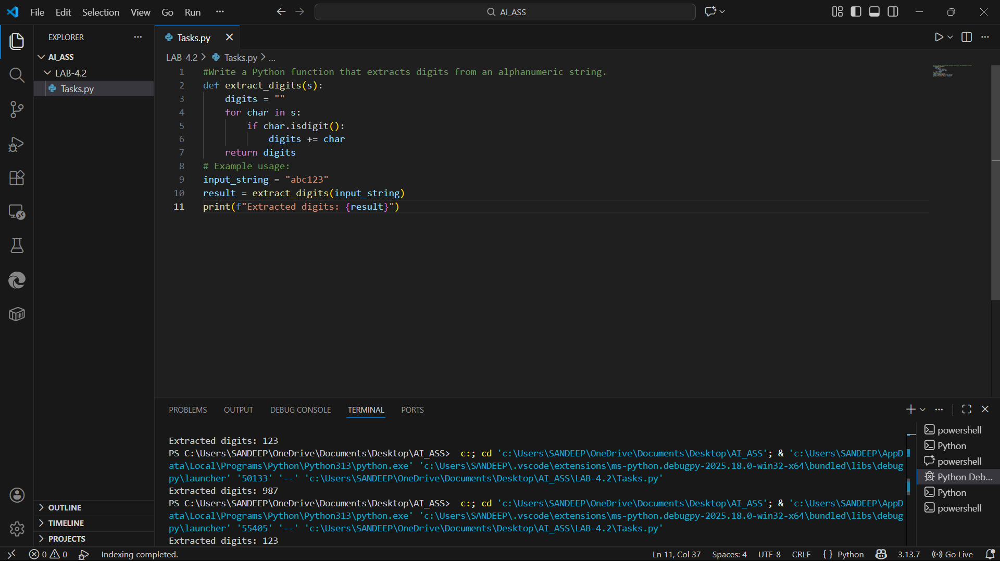 File Edit Selection View Go Run ··· AI_ASS
EXPLORER ···
AI_ASS
LAB-4.2
Tasks.py
OUTLINE
TIMELINE
PROJECTS
Tasks.py
LAB-4.2 > Tasks.py > ...
1 #Write a Python function that extracts digits from an alphanumeric string.
2 def extract_digits(s):
3     digits = ""
4     for char in s:
5         if char.isdigit():
6             digits += char
7     return digits
8 # Example usage:
9 input_string = "abc123"
10 result = extract_digits(input_string)
11 print(f"Extracted digits: {result}")
PROBLEMS OUTPUT DEBUG CONSOLE TERMINAL PORTS
Extracted digits: 123
PS C:\Users\SANDEEP\OneDrive\Documents\Desktop\AI_ASS>  c:; cd 'c:\Users\SANDEEP\OneDrive\Documents\Desktop\AI_ASS'; & 'c:\Users\SANDEEP\AppD
ata\Local\Programs\Python\Python313\python.exe' 'c:\Users\SANDEEP\.vscode\extensions\ms-python.debugpy-2025.18.0-win32-x64\bundled\libs\debug
py\launcher' '50133' '--' 'c:\Users\SANDEEP\OneDrive\Documents\Desktop\AI_ASS\LAB-4.2\Tasks.py'
Extracted digits: 987
PS C:\Users\SANDEEP\OneDrive\Documents\Desktop\AI_ASS>  c:; cd 'c:\Users\SANDEEP\OneDrive\Documents\Desktop\AI_ASS'; & 'c:\Users\SANDEEP\AppD
ata\Local\Programs\Python\Python313\python.exe' 'c:\Users\SANDEEP\.vscode\extensions\ms-python.debugpy-2025.18.0-win32-x64\bundled\libs\debug
py\launcher' '55405' '--' 'c:\Users\SANDEEP\OneDrive\Documents\Desktop\AI_ASS\LAB-4.2\Tasks.py'
Extracted digits: 123
powershell
Python
powershell
Python Deb...
Python
powershell
0 0 Indexing completed. Ln 11, Col 37 Spaces: 4 UTF-8 CRLF { } Python 3.13.7 Go Live